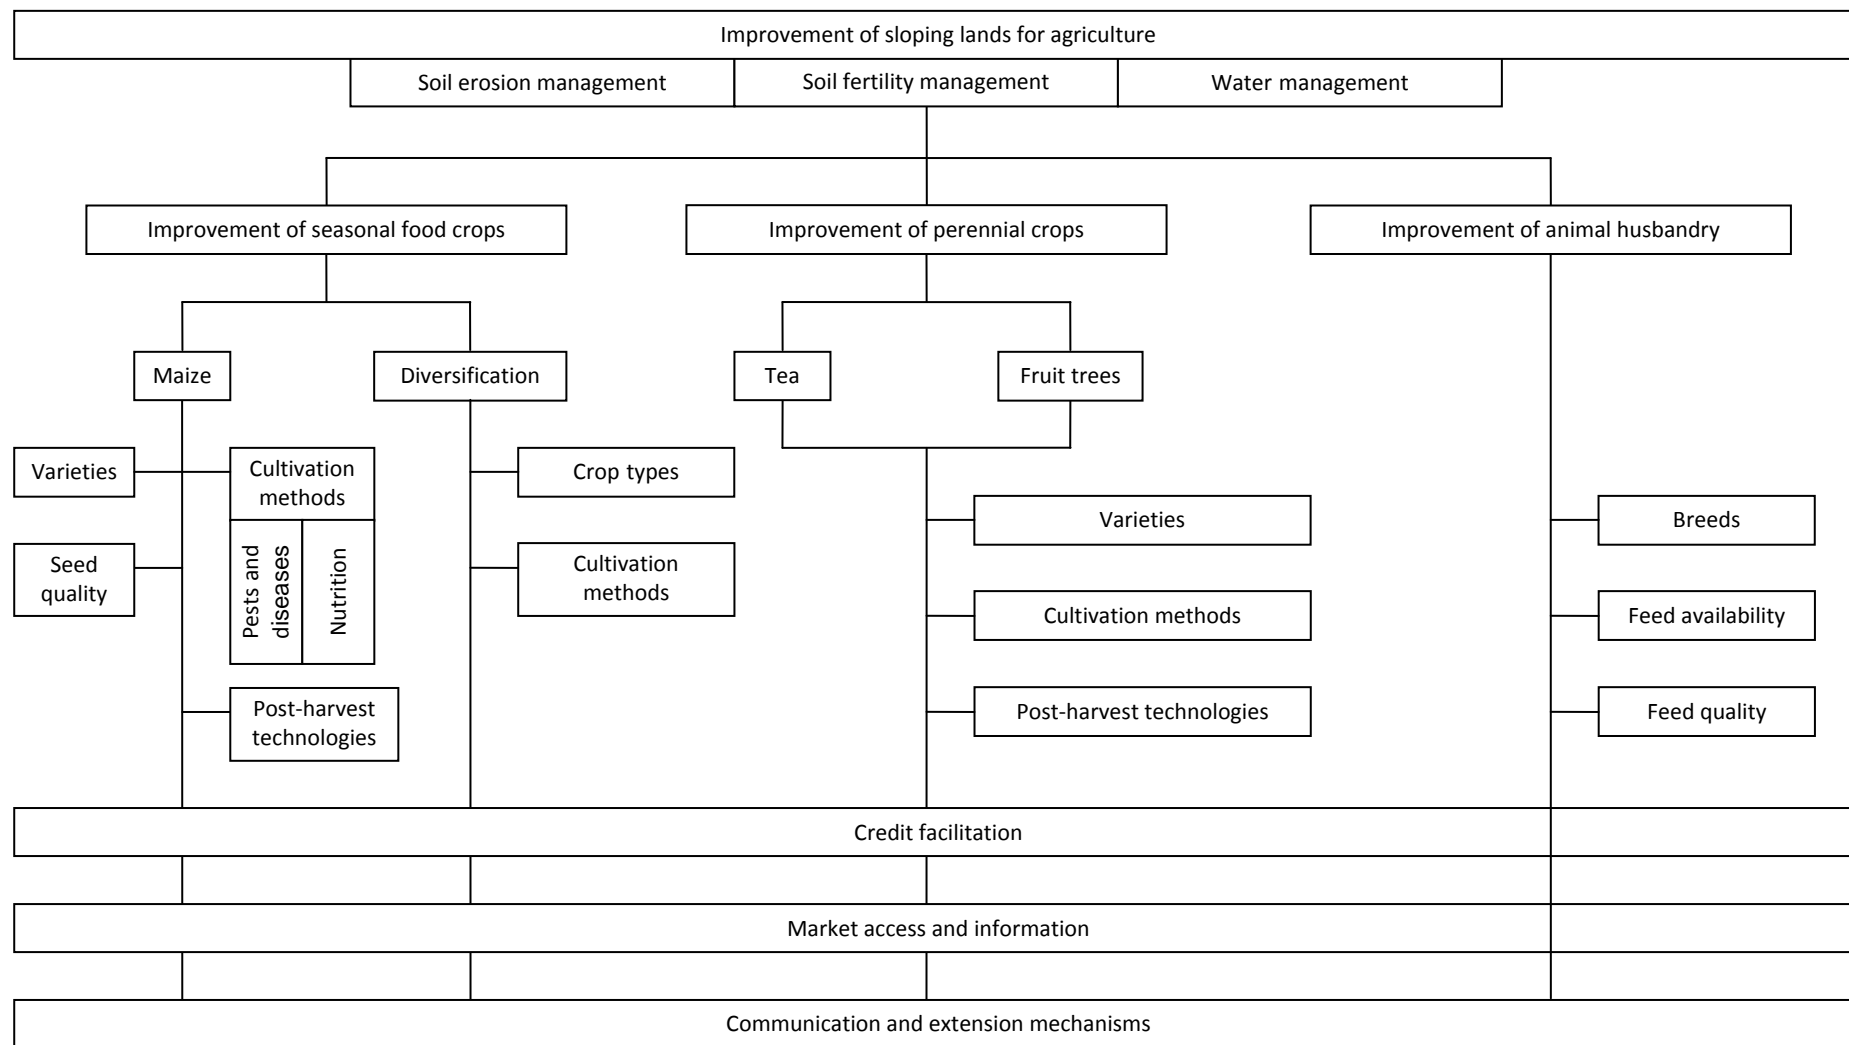 Improvement of sloping lands for agriculture
Soil erosion management
Soil fertility management
Water management
Improvement of seasonal food crops
Improvement of perennial crops
Improvement of animal husbandry
Maize
Diversification
Tea
Fruit trees
Varieties
Cultivation
methods
Pests and
diseases
Nutrition
Seed
quality
Post-harvest
technologies
Crop types
Cultivation
methods
Varieties
Cultivation methods
Post-harvest technologies
Breeds
Feed availability
Feed quality
Credit facilitation
Market access and information
Communication and extension mechanisms